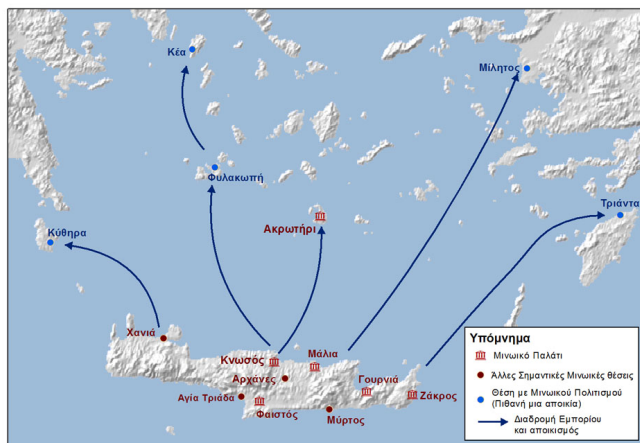 Κέα
Μίλητος
Φυλακωπή
Τριάντα
Ακρωτήρι
Κύθηρα
Χανιά
Κνωσός
Μάλια
Αρχάνες
Γουρνιά
Ζάκρος
Αγία Τριάδα
Φαιστός
Μύρτος
Υπόμνημα
Μινωικό Παλάτι
Άλλες Σημαντικές Μινωικές θέσεις
Θέση με Μινωικού Πολιτισμού
(Πιθανή μια αποικία)
Διαδρομή Εμπορίου
και αποικισμός